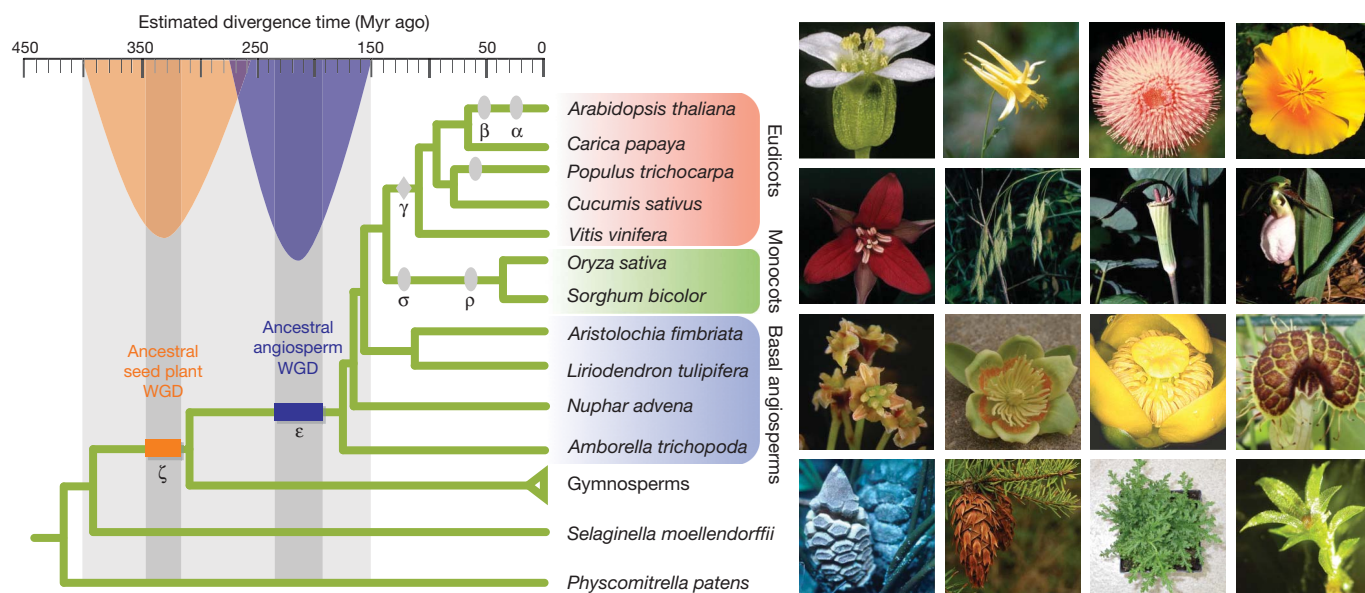 Estimated divergence time (Myr ago)
450 350 250 150 50 0
Arabidopsis thaliana
β α
Carica papaya
Populus trichocarpa
γ
Cucumis sativus
Vitis vinifera
Eudicots
Oryza sativa
σ ρ
Sorghum bicolor
Monocots
Aristolochia fimbriata
Liriodendron tulipifera
Nuphar advena
Amborella trichopoda
Basal angiosperms
Ancestral
angiosperm
WGD
ε
Ancestral
seed plant
WGD
ζ
Gymnosperms
Selaginella moellendorffii
Physcomitrella patens